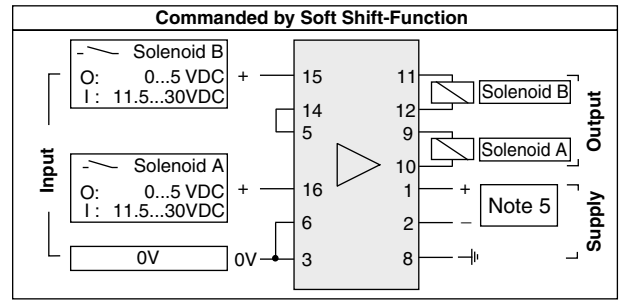 Commanded by Soft Shift-Function
Solenoid B
O: 0...5 VDC
I : 11.5...30VDC
+
15
14
5
Solenoid A
O: 0...5 VDC
I : 11.5...30VDC
+
16
6
0V
0V
3
Input
11
12
Solenoid B
9
10
Solenoid A
Output
1
+
2
–
Note 5
8
Supply